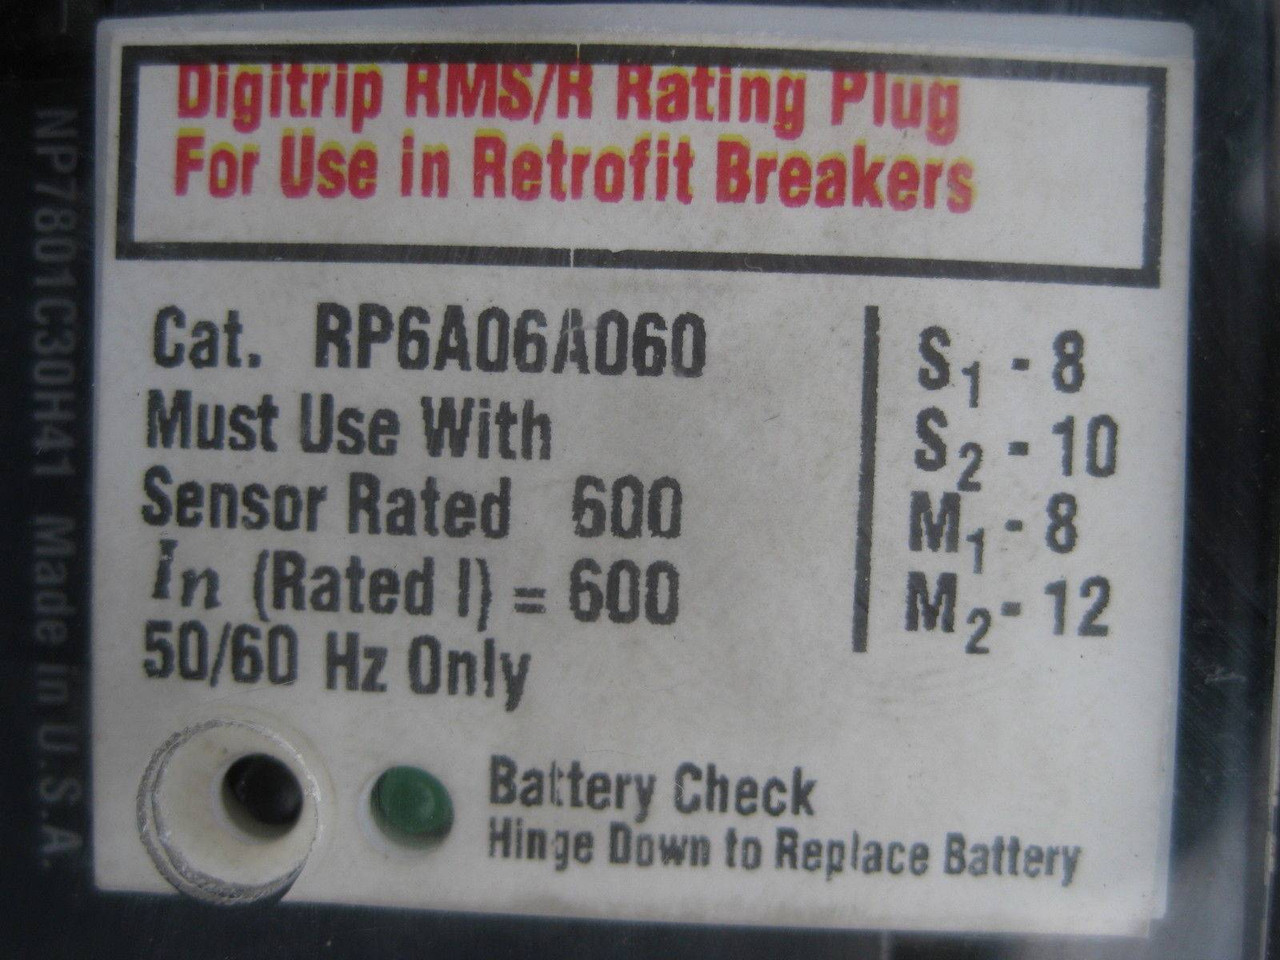 Digitrip RMS/R Rating Plug
For Use in Retrofit Breakers
Cat. RP6A06A060
Must Use With
Sensor Rated 600
In (Rated I) = 600
50/60 Hz Only
S1 - 8
S2 - 10
M1 - 8
M2 - 12
Battery Check
Hinge Down to Replace Battery
NP7801C30H41 Made in U.S.A.